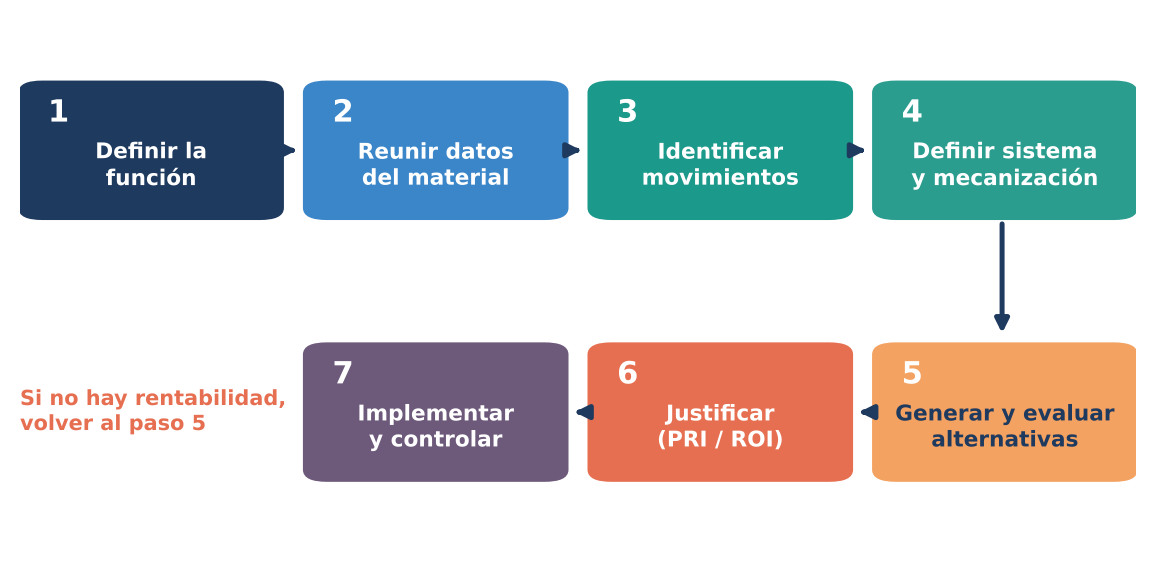 1
Definir la
función
2
Reunir datos
del material
3
Identificar
movimientos
4
Definir sistema
y mecanización
5
Generar y evaluar
alternativas
6
Justificar
(PRI / ROI)
7
Implementar
y controlar
Si no hay rentabilidad,
volver al paso 5